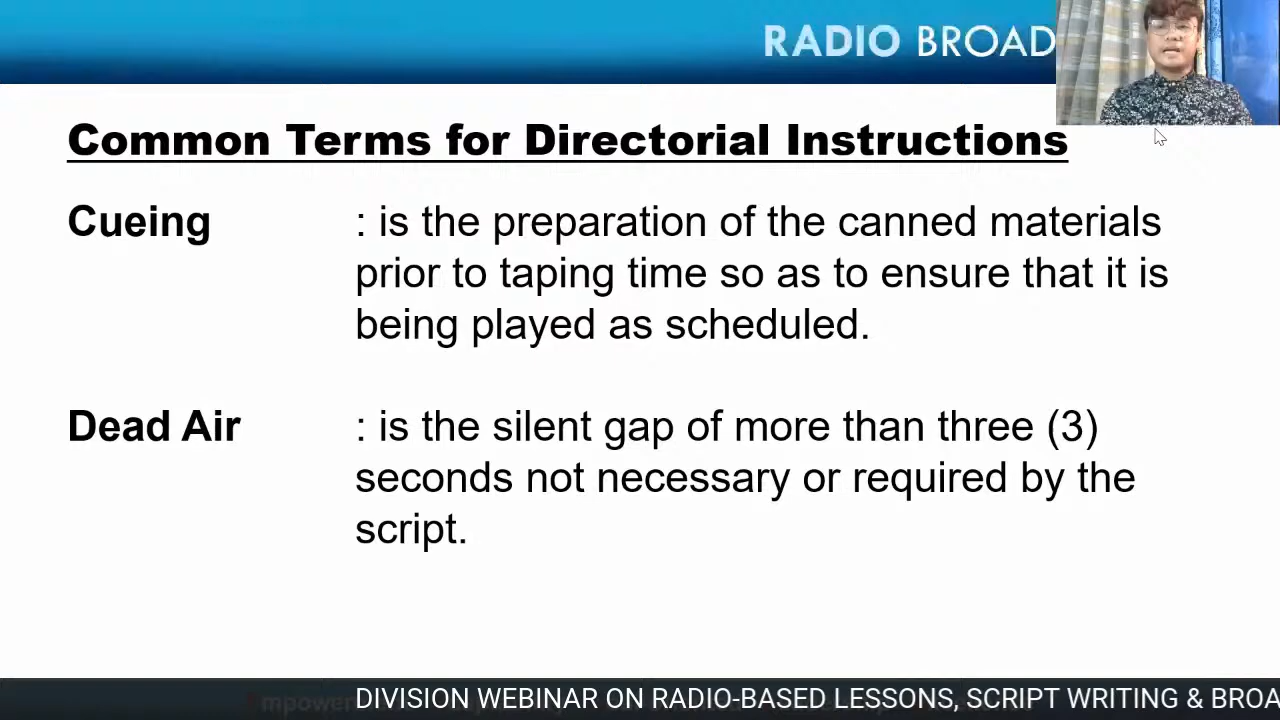 RADIO BROAD
Common Terms for Directorial Instructions
Cueing : is the preparation of the canned materials
prior to taping time so as to ensure that it is
being played as scheduled.
Dead Air : is the silent gap of more than three (3)
seconds not necessary or required by the
script.
DIVISION WEBINAR ON RADIO-BASED LESSONS, SCRIPT WRITING & BROA